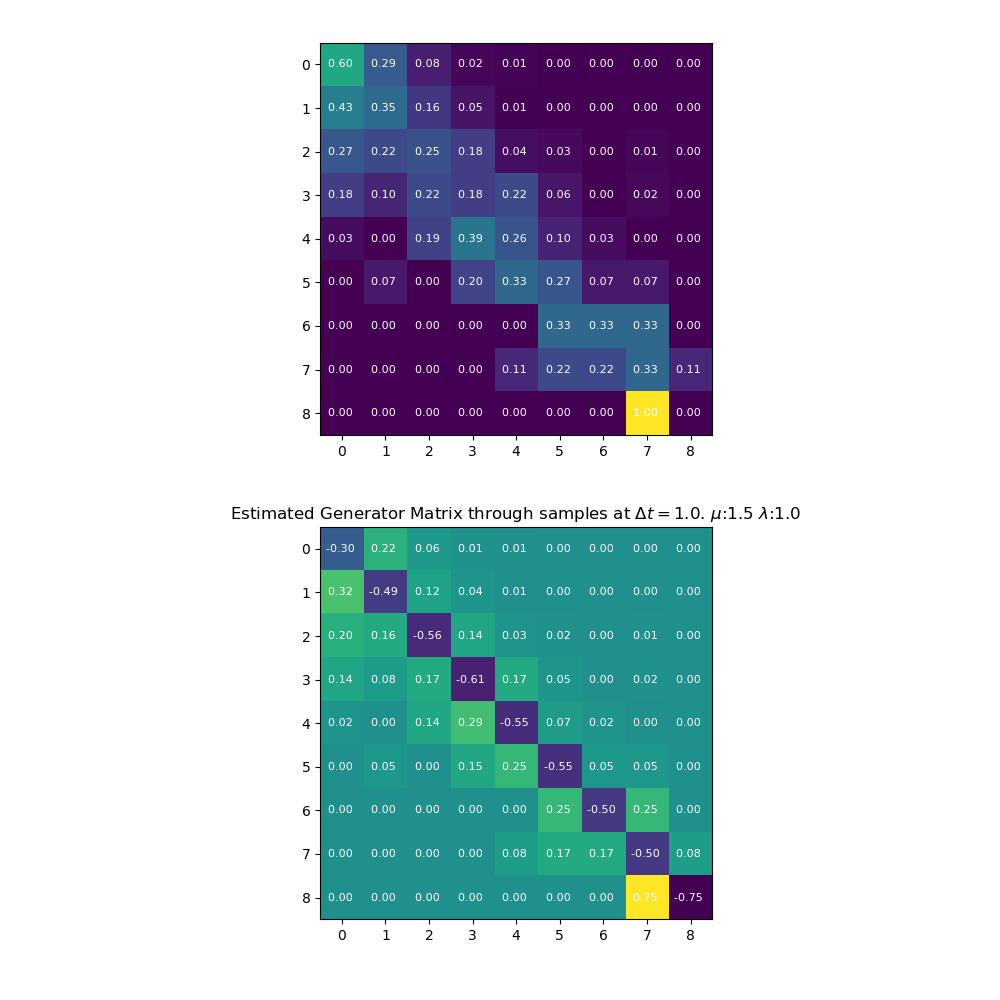 0 0.60 0.29 0.08 0.02 0.01 0.00 0.00 0.00 0.00
1 0.43 0.35 0.16 0.05 0.01 0.00 0.00 0.00 0.00
2 0.27 0.22 0.25 0.18 0.04 0.03 0.00 0.01 0.00
3 0.18 0.10 0.22 0.18 0.22 0.06 0.00 0.02 0.00
4 0.03 0.00 0.19 0.39 0.26 0.10 0.03 0.00 0.00
5 0.00 0.07 0.00 0.20 0.33 0.27 0.07 0.07 0.00
6 0.00 0.00 0.00 0.00 0.00 0.33 0.33 0.33 0.00
7 0.00 0.00 0.00 0.00 0.11 0.22 0.22 0.33 0.11
8 0.00 0.00 0.00 0.00 0.00 0.00 0.00 1.00 0.00
0 1 2 3 4 5 6 7 8
Estimated Generator Matrix through samples at Δt = 1.0. μ:1.5 λ:1.0
0 -0.30 0.22 0.06 0.01 0.01 0.00 0.00 0.00 0.00
1 0.32 -0.49 0.12 0.04 0.01 0.00 0.00 0.00 0.00
2 0.20 0.16 -0.56 0.14 0.03 0.02 0.00 0.01 0.00
3 0.14 0.08 0.17 -0.61 0.17 0.05 0.00 0.02 0.00
4 0.02 0.00 0.14 0.29 -0.55 0.07 0.02 0.00 0.00
5 0.00 0.05 0.00 0.15 0.25 -0.55 0.05 0.05 0.00
6 0.00 0.00 0.00 0.00 0.00 0.25 -0.50 0.25 0.00
7 0.00 0.00 0.00 0.00 0.08 0.17 0.17 -0.50 0.08
8 0.00 0.00 0.00 0.00 0.00 0.00 0.00 0.75 -0.75
0 1 2 3 4 5 6 7 8